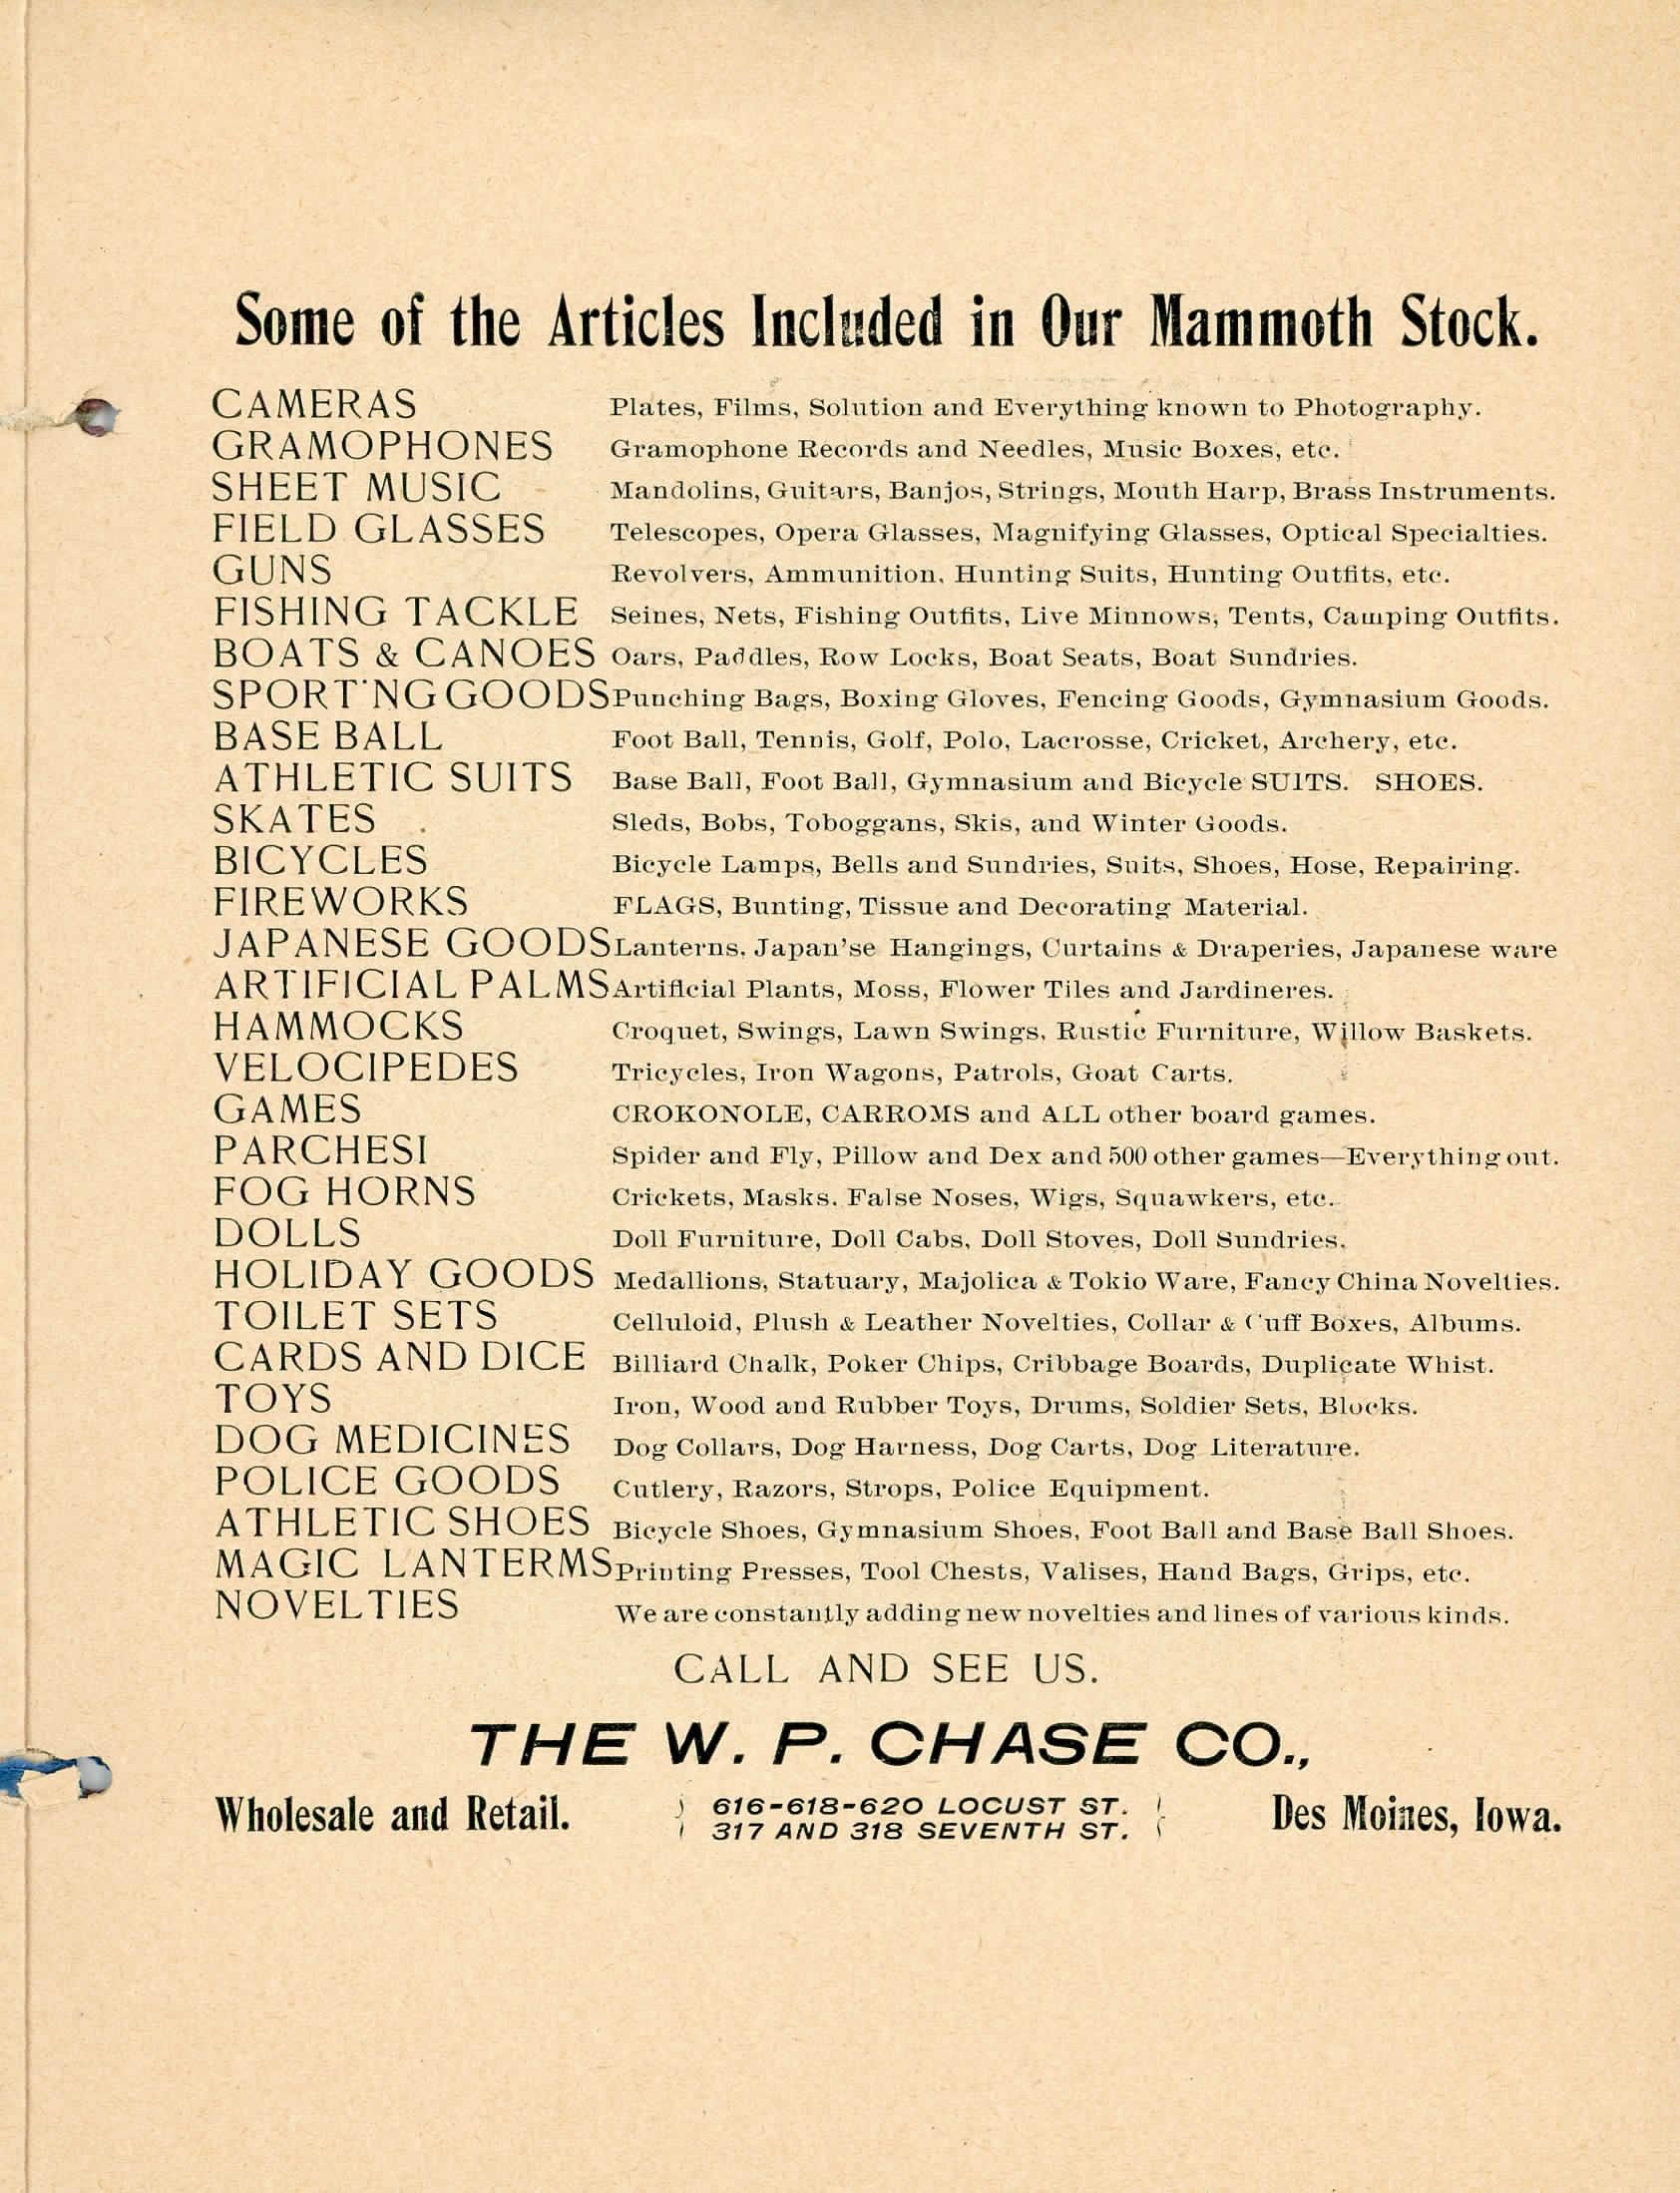 Some of the Articles Included in Our Mammoth Stock.
CAMERAS Plates, Films, Solution and Everything known to Photography.
GRAMOPHONES Gramophone Records and Needles, Music Boxes, etc.
SHEET MUSIC Mandolins, Guitars, Banjos, Strings, Mouth Harp, Brass Instruments.
FIELD GLASSES Telescopes, Opera Glasses, Magnifying Glasses, Optical Specialties.
GUNS Revolvers, Ammunition, Hunting Suits, Hunting Outfits, etc.
FISHING TACKLE Seines, Nets, Fishing Outfits, Live Minnows, Tents, Camping Outfits.
BOATS & CANOES Oars, Paddles, Row Locks, Boat Seats, Boat Sundries.
SPORT'NG GOODS Punching Bags, Boxing Gloves, Fencing Goods, Gymnasium Goods.
BASE BALL Foot Ball, Tennis, Golf, Polo, Lacrosse, Cricket, Archery, etc.
ATHLETIC SUITS Base Ball, Foot Ball, Gymnasium and Bicycle SUITS. SHOES.
SKATES Sleds, Bobs, Toboggans, Skis, and Winter Goods.
BICYCLES Bicycle Lamps, Bells and Sundries, Suits, Shoes, Hose, Repairing.
FIREWORKS FLAGS, Bunting, Tissue and Decorating Material.
JAPANESE GOODS Lanterns, Japan'se Hangings, Curtains & Draperies, Japanese ware
ARTIFICIAL PALMS Artificial Plants, Moss, Flower Tiles and Jardineres.
HAMMOCKS Croquet, Swings, Lawn Swings, Rustic Furniture, Willow Baskets.
VELOCIPEDES Tricycles, Iron Wagons, Patrols, Goat Carts.
GAMES CROKONOLE, CARROMS and ALL other board games.
PARCHESI Spider and Fly, Pillow and Dex and 500 other games—Everything out.
FOG HORNS Crickets, Masks. False Noses, Wigs, Squawkers, etc.
DOLLS Doll Furniture, Doll Cabs, Doll Stoves, Doll Sundries.
HOLIDAY GOODS Medallions, Statuary, Majolica & Tokio Ware, Fancy China Novelties.
TOILET SETS Celluloid, Plush & Leather Novelties, Collar & Cuff Boxes, Albums.
CARDS AND DICE Billiard Chalk, Poker Chips, Cribbage Boards, Duplicate Whist.
TOYS Iron, Wood and Rubber Toys, Drums, Soldier Sets, Blocks.
DOG MEDICINES Dog Collars, Dog Harness, Dog Carts, Dog Literature.
POLICE GOODS Cutlery, Razors, Strops, Police Equipment.
ATHLETIC SHOES Bicycle Shoes, Gymnasium Shoes, Foot Ball and Base Ball Shoes.
MAGIC LANTERMS Printing Presses, Tool Chests, Valises, Hand Bags, Grips, etc.
NOVELTIES We are constantly adding new novelties and lines of various kinds.
CALL AND SEE US.
THE W. P. CHASE CO.,
Wholesale and Retail. 616-618-620 LOCUST ST. Des Moines, Iowa.
317 AND 318 SEVENTH ST.